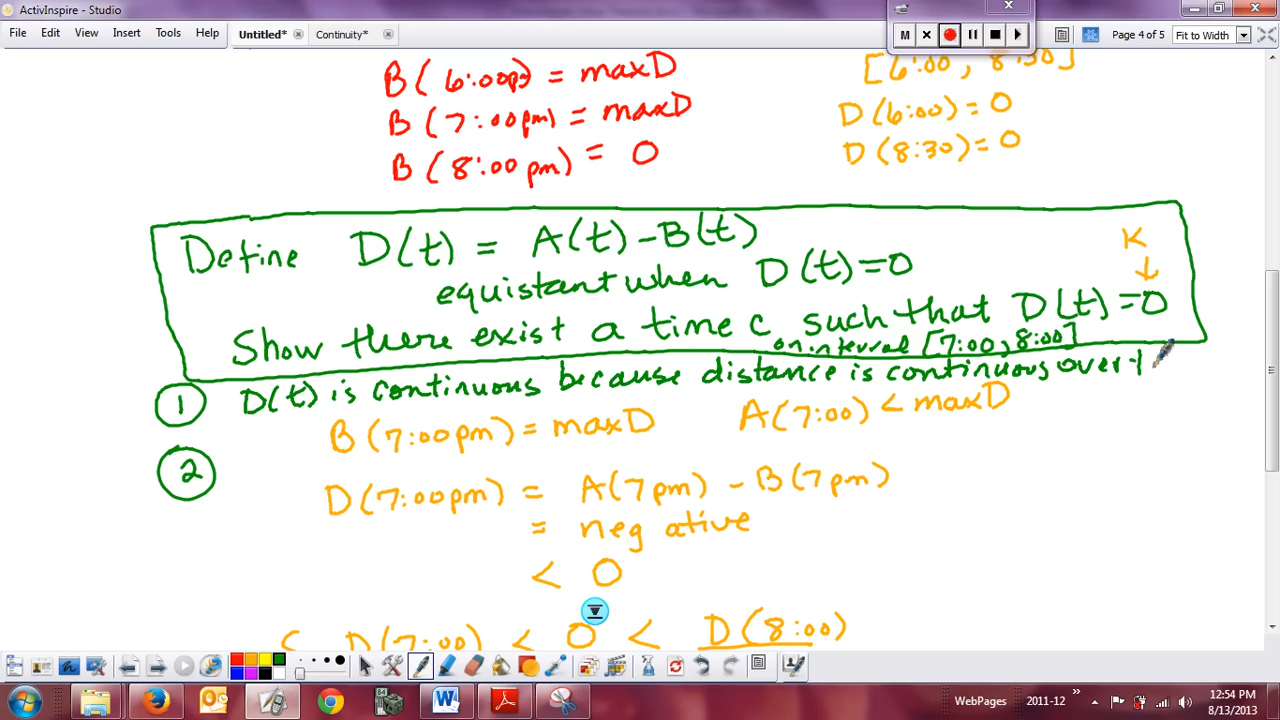 ActivInspire - Studio
File Edit View Insert Tools Help Untitled* Continuity* Page 4 of 5 Fit to Width
B(6:00pm) = maxD
B(7:00pm) = maxD
B(8:00pm) = 0
[6:00, 8:30]
D(6:00)=0
D(8:30)=0
Define D(t) = A(t) - B(t)
equistant when D(t)=0
K
↓
Show there exist a time c such that D(t)=0
on interval [7:00, 8:00]
1 D(t) is continuous because distance is continuous over t
B(7:00pm) = maxD A(7:00) < maxD
2
D(7:00pm) = A(7pm) - B(7pm)
= negative
< 0
D(7:00) < 0 < D(8:00)
WebPages 2011-12 » 12:54 PM
8/13/2013